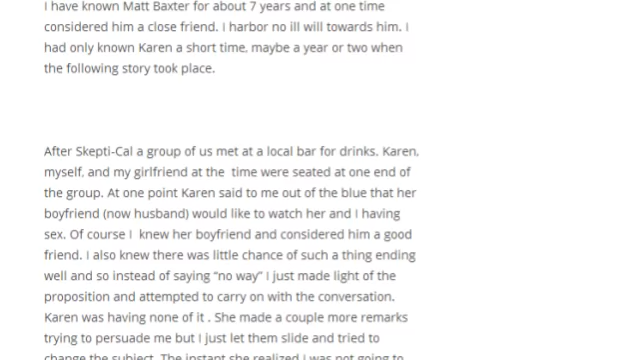 I have known Matt Baxter for about 7 years and at one time
considered him a close friend. I harbor no ill will towards him. I
had only known Karen a short time, maybe a year or two when
the following story took place.
After Skepti-Cal a group of us met at a local bar for drinks. Karen,
myself, and my girlfriend at the  time were seated at one end of
the group. At one point Karen said to me out of the blue that her
boyfriend (now husband) would like to watch her and I having
sex. Of course I  knew her boyfriend and considered him a good
friend. I also knew there was little chance of such a thing ending
well and so instead of saying “no way” I just made light of the
proposition and attempted to carry on with the conversation.
Karen was having none of it . She made a couple more remarks
trying to persuade me but I just let them slide and tried to
change the subject. The instant she realized I was not going to